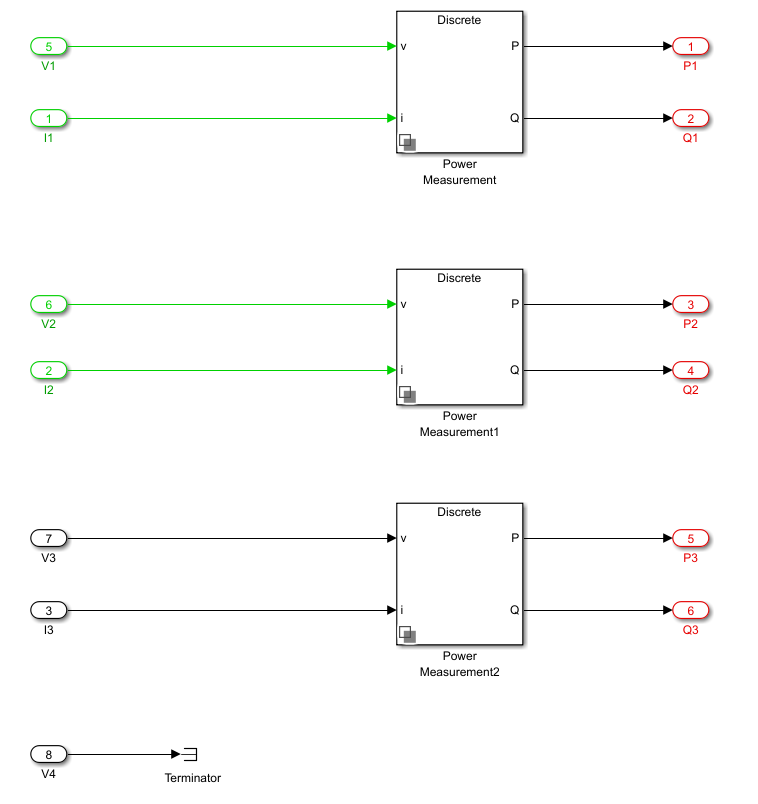 Discrete
5
v
P
1
V1
P1
1
i
Q
2
I1
Q1
Power
Measurement
Discrete
6
v
P
3
V2
P2
2
i
Q
4
I2
Q2
Power
Measurement1
Discrete
7
v
P
5
V3
P3
3
i
Q
6
I3
Q3
Power
Measurement2
8
V4
Terminator